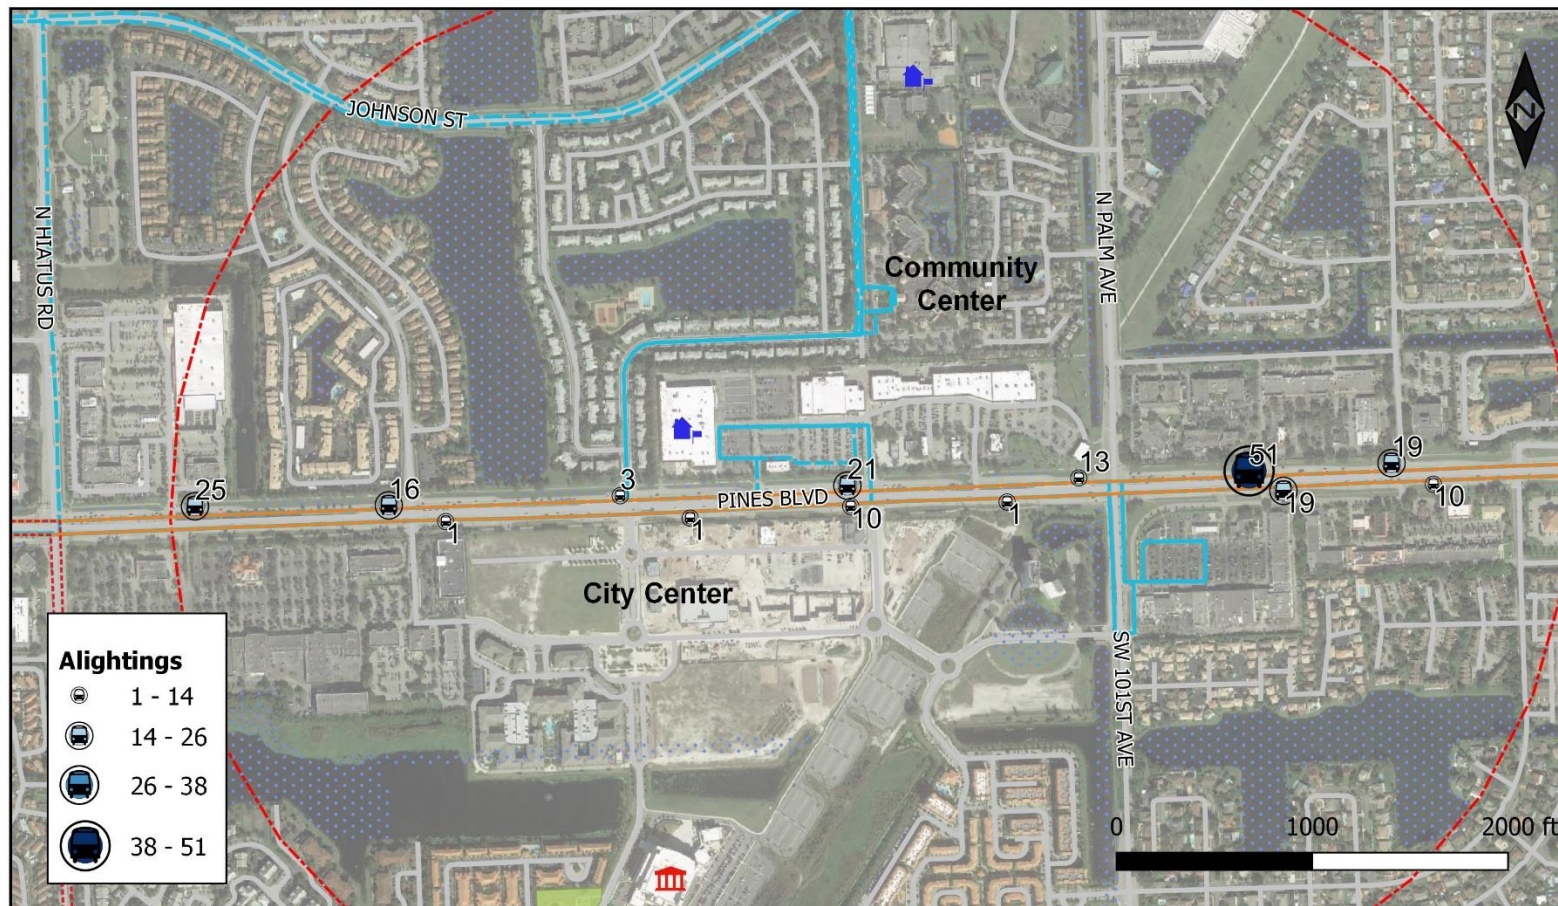 JOHNSON ST
N
N HIATUS RD
N PALM AVE
Community
Center
51
19
13
25
16
3
21
PINES BLVD
19
10
1
1
10
1
City Center
SW 101ST AVE
Alightings
1 - 14
14 - 26
26 - 38
38 - 51
0 1000 2000 ft